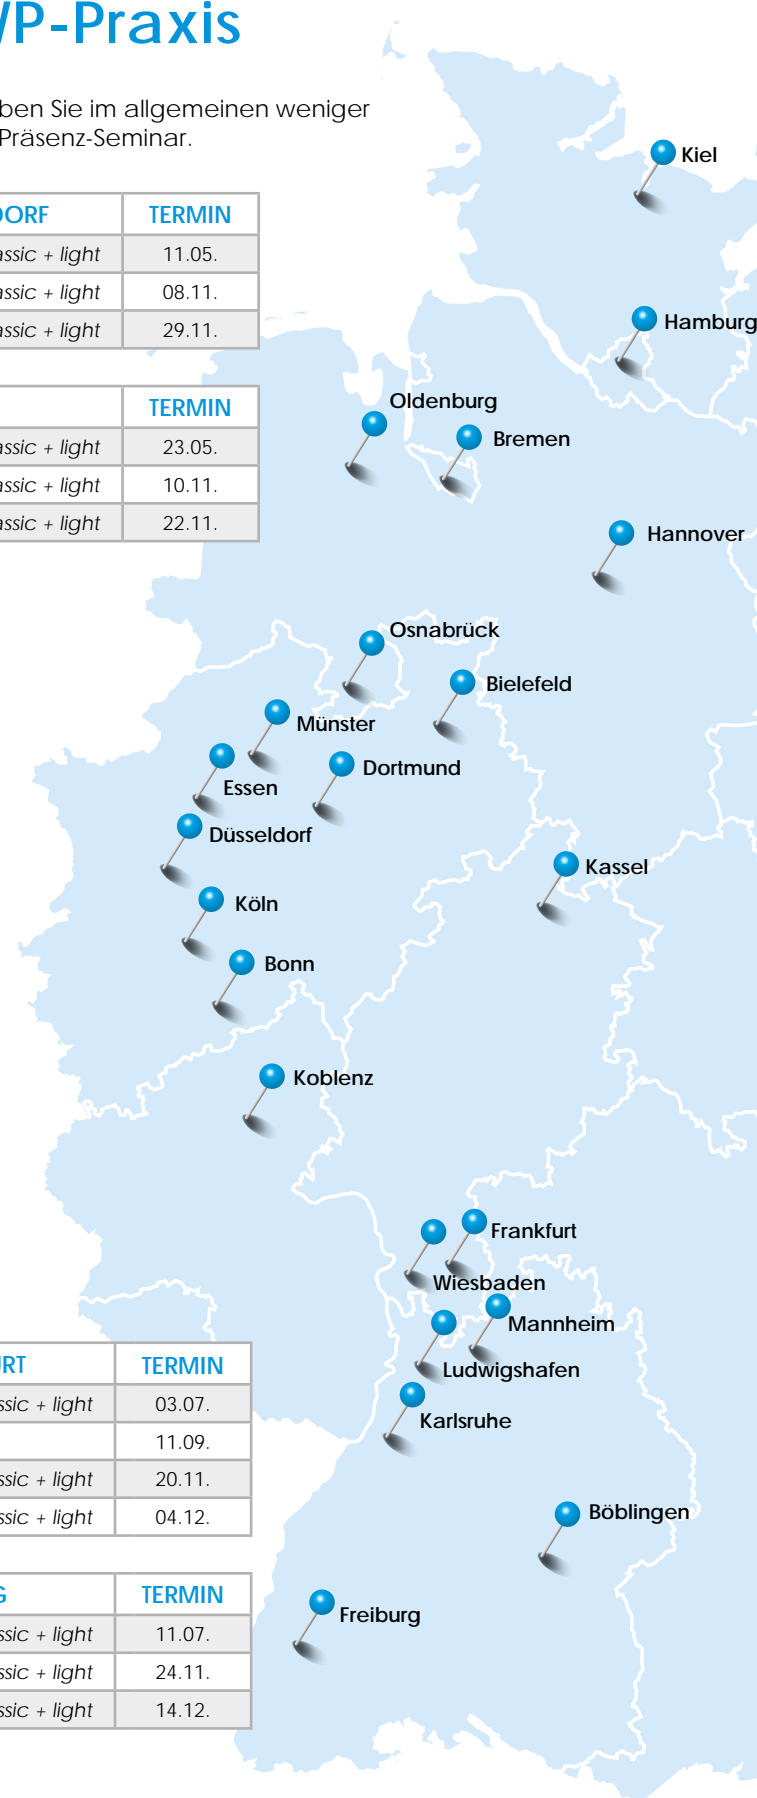 WP-Praxis
ben Sie im allgemeinen weniger
Präsenz-Seminar.
DORF TERMIN
assic + light 11.05.
assic + light 08.11.
assic + light 29.11.
TERMIN
assic + light 23.05.
assic + light 10.11.
assic + light 22.11.
Kiel
Hamburg
Oldenburg
Bremen
Hannover
Osnabrück
Bielefeld
Münster
Dortmund
Essen
Düsseldorf
Kassel
Köln
Bonn
Koblenz
Frankfurt
Wiesbaden
Mannheim
Ludwigshafen
Karlsruhe
Böblingen
Freiburg
URT TERMIN
ssic + light 03.07.
11.09.
ssic + light 20.11.
ssic + light 04.12.
G TERMIN
ssic + light 11.07.
ssic + light 24.11.
ssic + light 14.12.